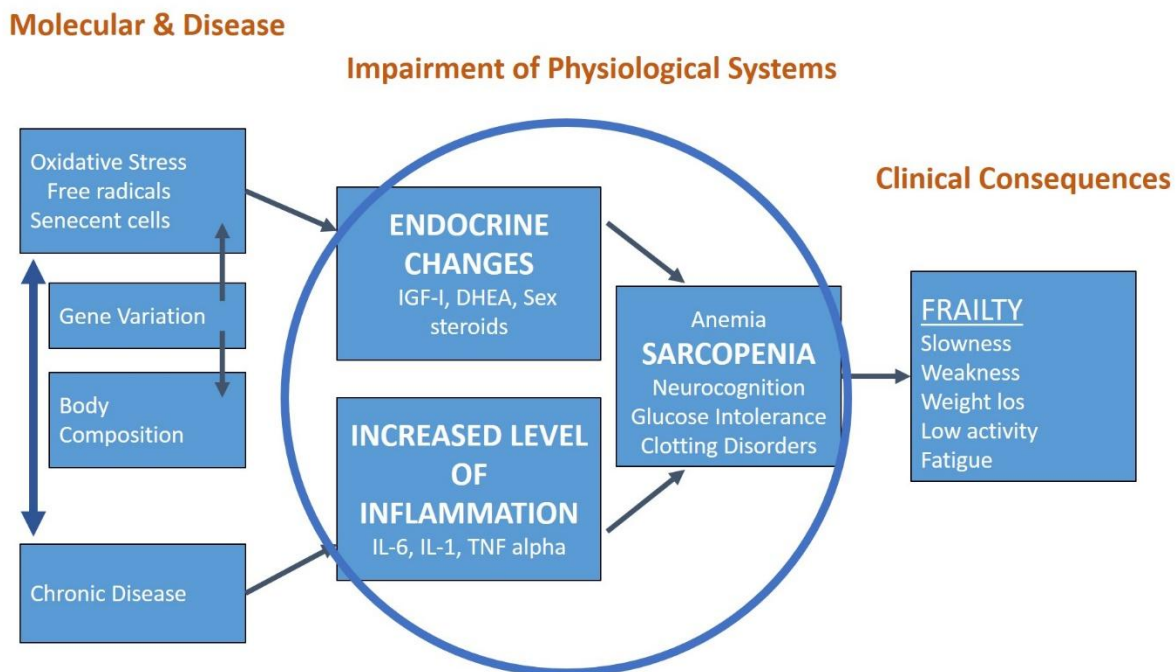 Molecular & Disease
Impairment of Physiological Systems
Clinical Consequences
Oxidative Stress
Free radicals
Senecent cells
Gene Variation
Body
Composition
Chronic Disease
ENDOCRINE
CHANGES
IGF-I, DHEA, Sex
steroids
INCREASED LEVEL
OF
INFLAMMATION
IL-6, IL-1, TNF alpha
Anemia
SARCOPENIA
Neurocognition
Glucose Intolerance
Clotting Disorders
FRAILTY
Slowness
Weakness
Weight los
Low activity
Fatigue